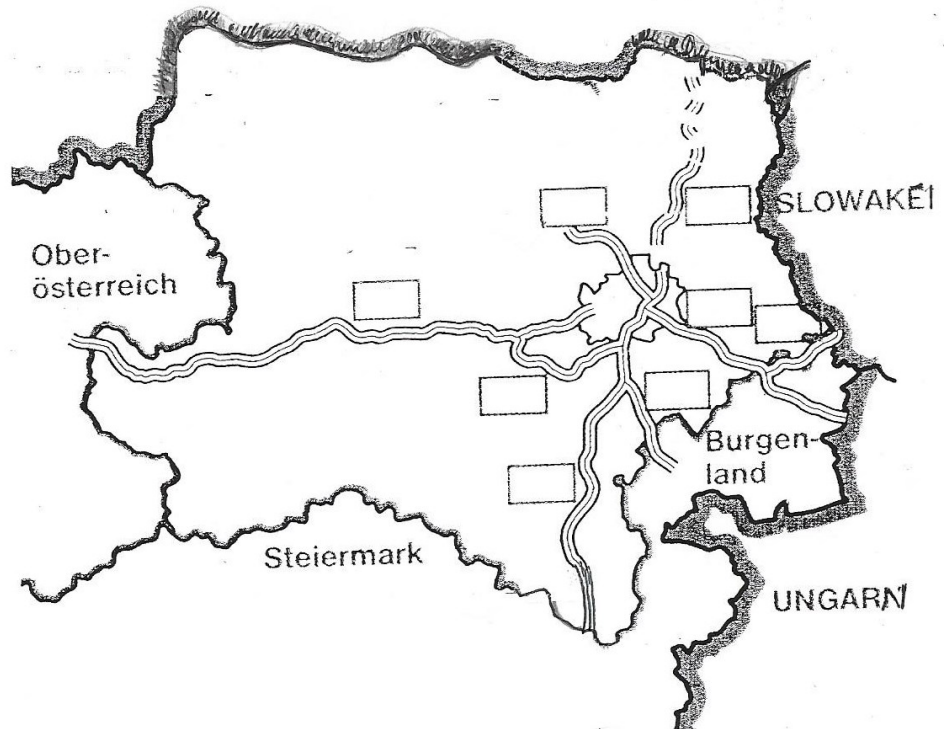 SLOWAKEI
Ober-
österreich
Burgen-
land
Steiermark
UNGARN